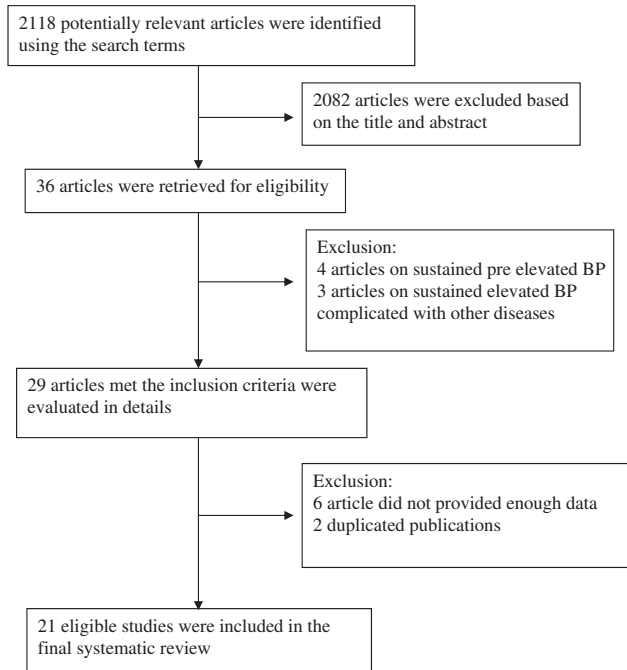 2118 potentially relevant articles were identified
using the search terms
2082 articles were excluded based
on the title and abstract
36 articles were retrieved for eligibility
Exclusion:
4 articles on sustained pre elevated BP
3 articles on sustained elevated BP
complicated with other diseases
29 articles met the inclusion criteria were
evaluated in details
Exclusion:
6 article did not provided enough data
2 duplicated publications
21 eligible studies were included in the
final systematic review